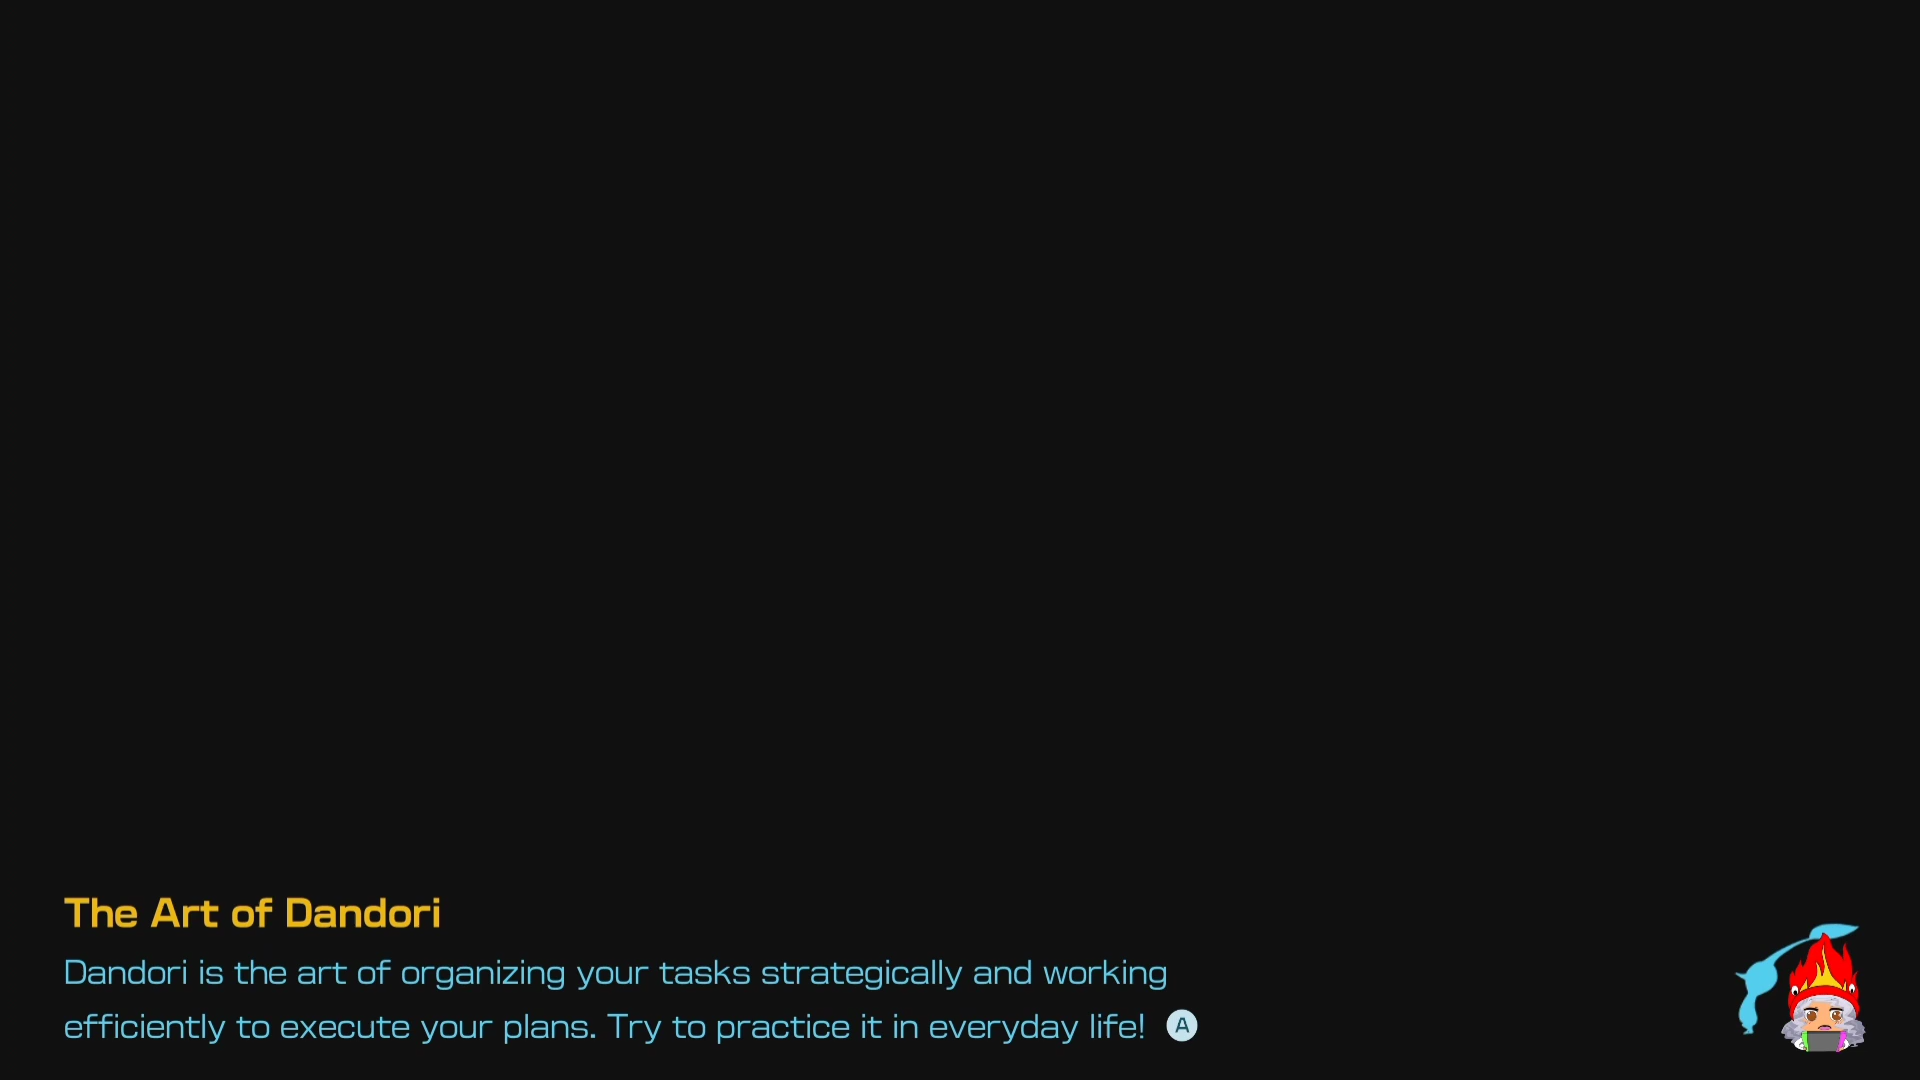 The Art of Dandori
Dandori is the art of organizing your tasks strategically and working
efficiently to execute your plans. Try to practice it in everyday life! A